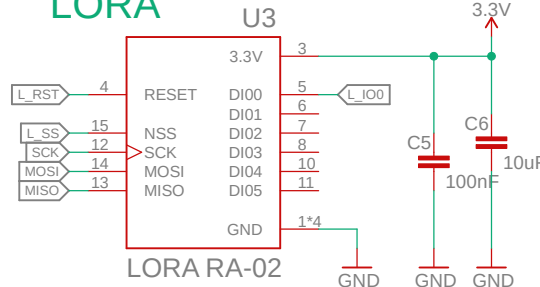 LORA
U3
3.3V
3.3V 3
L_RST 4 RESET
DI00 5 L_IO0
DI01 6
L_SS 15 NSS
DI02 7
SCK 12 SCK
DI03 8
MOSI 14 MOSI
DI04 10
MISO 13 MISO
DI05 11
GND 1*4
C5
100nF
C6
10uF
LORA RA-02
GND
GND
GND